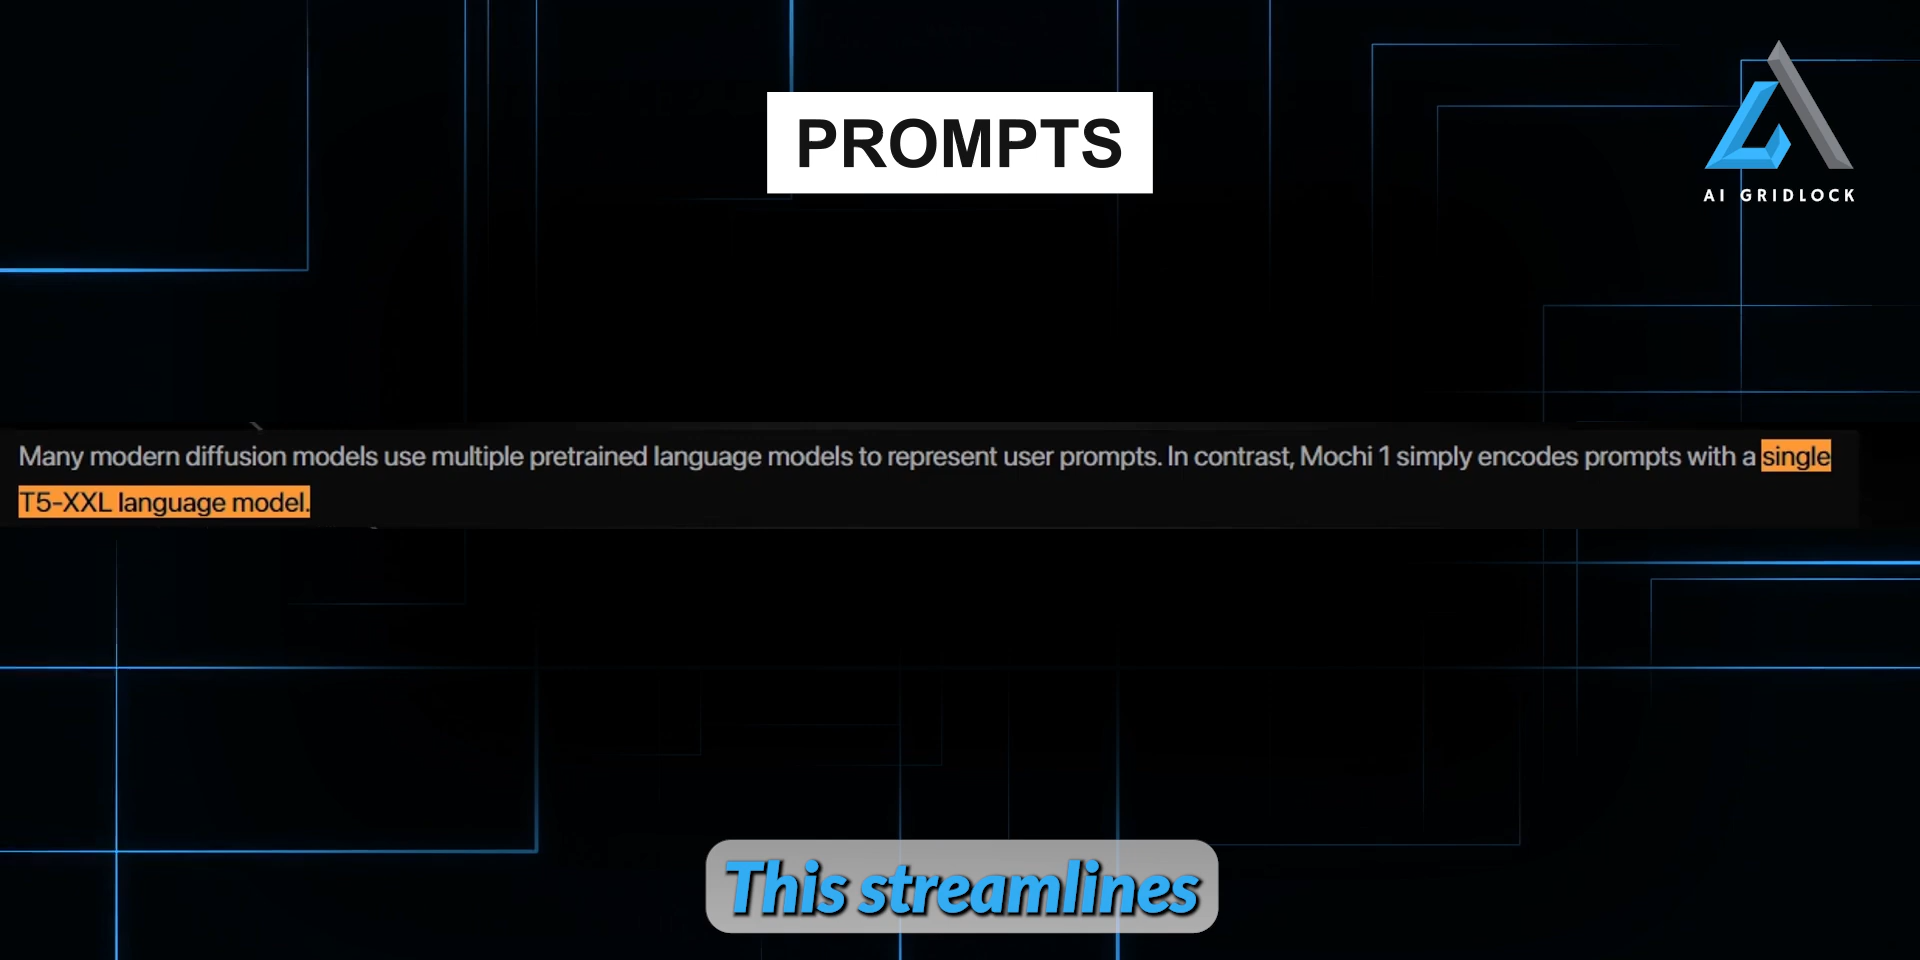 PROMPTS
AI GRIDLOCK
Many modern diffusion models use multiple pretrained language models to represent user prompts. In contrast, Mochi 1 simply encodes prompts with a single
T5-XXL language model.
This streamlines